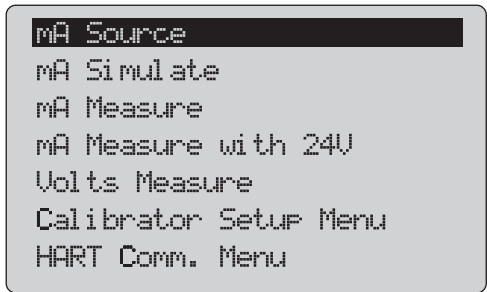 mA Source
mA Simulate
mA Measure
mA Measure with 24V
Volts Measure
Calibrator Setup Menu
HART Comm. Menu